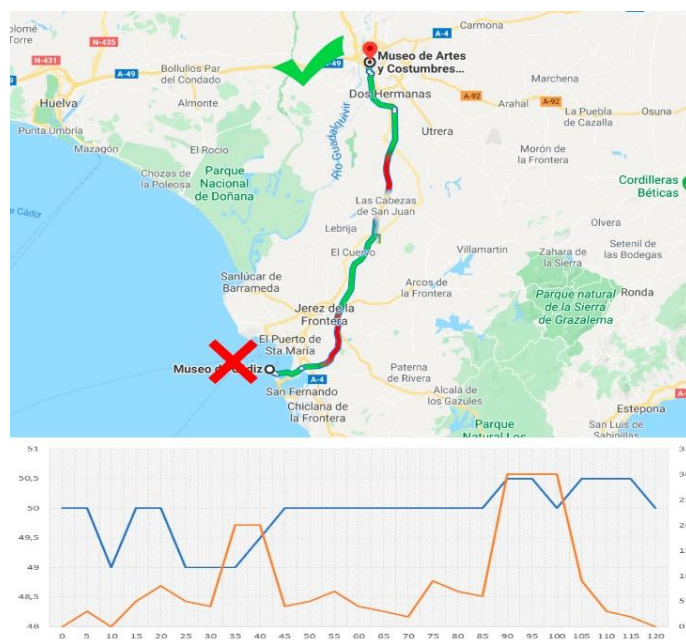 A-4
Carmona
N-435
N-431
A-49
Bollullos Par
del Condado
A-49
Museo de Artes
y Costumbres...
Huelva
Almonte
Dos Hermanas
Marchena
A-92
Arahal
A-92
La Puebla
de Cazalla
Osuna
Punta Umbria
Mazagón
El Rocío
Río Guadalquivir
Utrera
Morón de
la Frontera
Chozas de
la Poleosa
Parque
Nacional
de Doñana
Cordilleras
Béticas
Las Cabezas
de San Juan
Lebrija
El Cuervo
Villamartin
Olvera
Zahara de
la Sierra
Setenil de
las Bodegas
Sanlúcar de
Barrameda
Arcos de
la Frontera
Jerez de la
Frontera
Parque natural
de la Sierra
de Grazalema
Ronda
El Puerto de
Sta María
Paterna
de Rivera
A-4
San Fernando
Chiclana de
la Frontera
Alcalá de
los Gazules
Estepona
Parque
San Luis de
Sabinillas
51
50,5
50
49
48,5
48
0 5 10 15 20 25 30 35 40 45 50 55 60 65 70 75 80 85 90 95 100 105 110 115 120